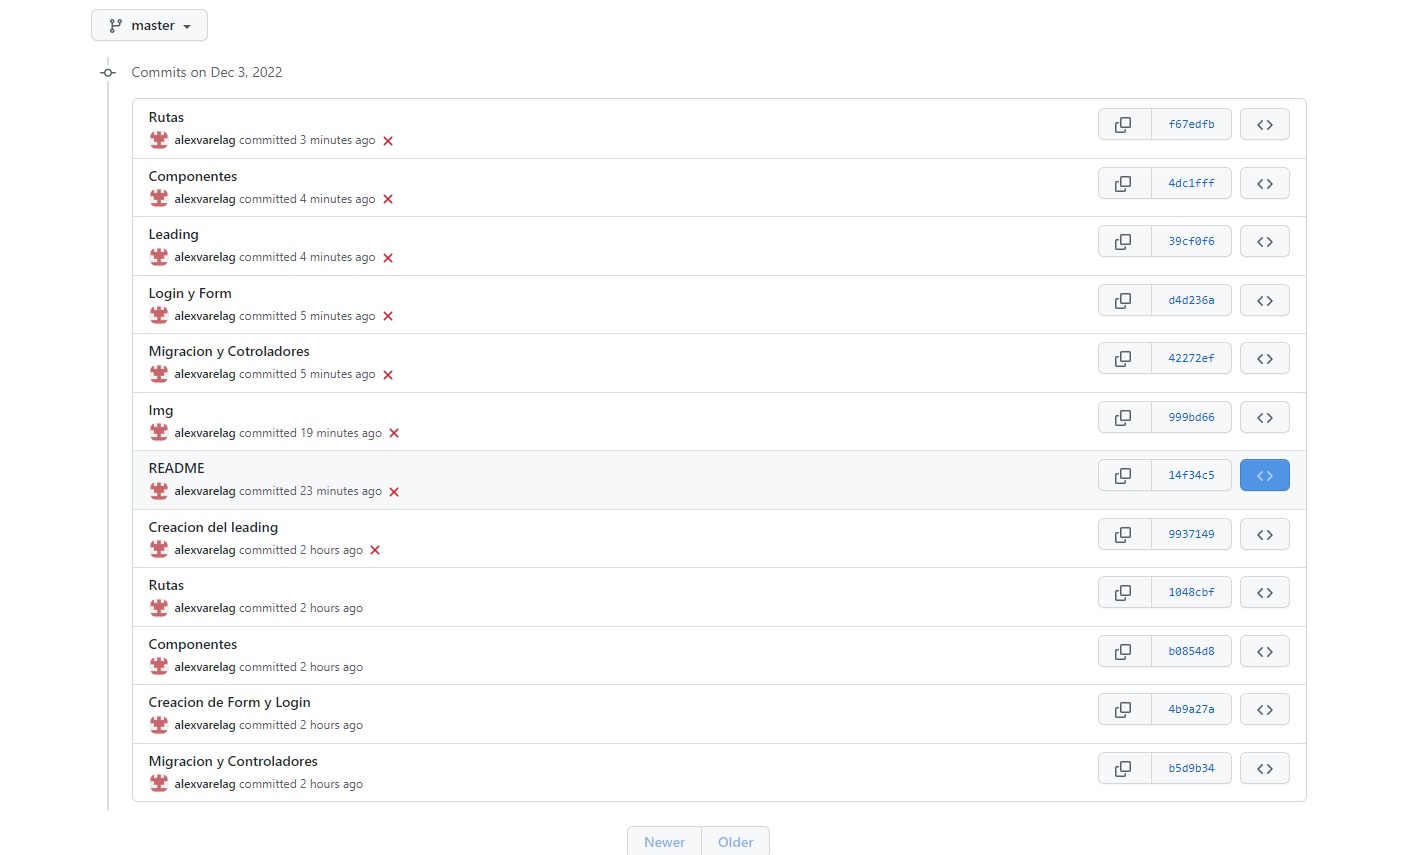 master
Commits on Dec 3, 2022
Rutas
alexvarelag committed 3 minutes ago
f67edfb
Componentes
alexvarelag committed 4 minutes ago
4dc1fff
Leading
alexvarelag committed 4 minutes ago
39cf0f6
Login y Form
alexvarelag committed 5 minutes ago
d4d236a
Migracion y Cotroladores
alexvarelag committed 5 minutes ago
42272ef
Img
alexvarelag committed 19 minutes ago
999bd66
README
alexvarelag committed 23 minutes ago
14f34c5
Creacion del leading
alexvarelag committed 2 hours ago
9937149
Rutas
alexvarelag committed 2 hours ago
1048cbf
Componentes
alexvarelag committed 2 hours ago
b0854d8
Creacion de Form y Login
alexvarelag committed 2 hours ago
4b9a27a
Migracion y Controladores
alexvarelag committed 2 hours ago
b5d9b34
Newer Older